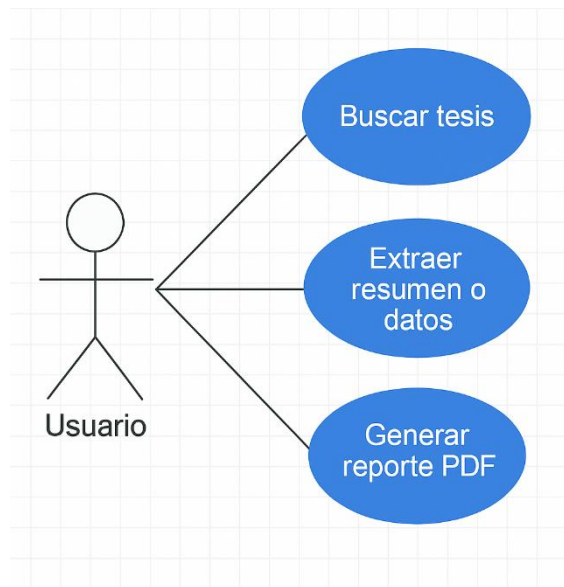 Buscar tesis
Extraer
resumen o
datos
Usuario
Generar
reporte PDF